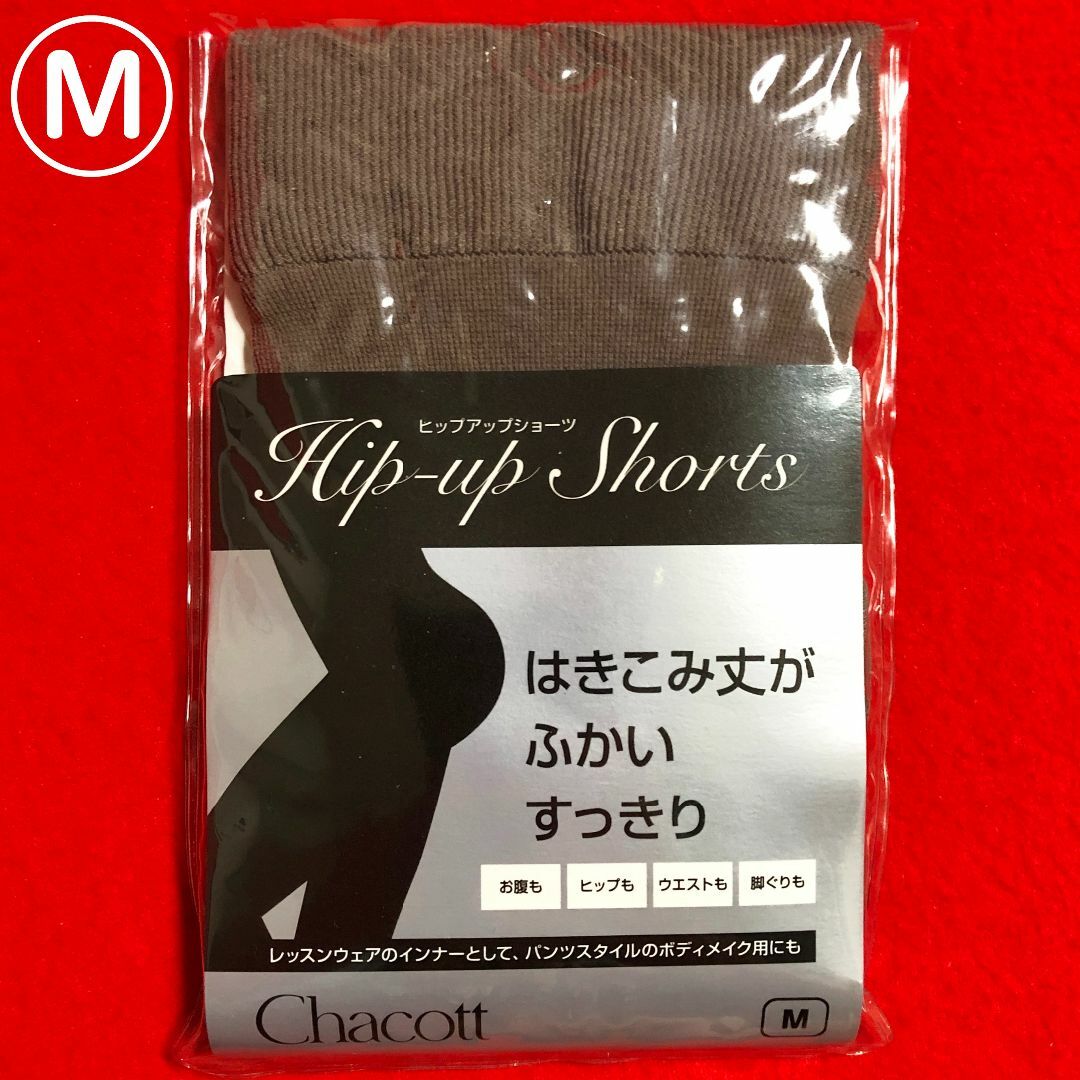 M
ヒップアップショーツ
Hip-up Shorts
はきこみ丈が
ふかい
すっきり
お腹も ヒップも ウエストも 脚ぐりも
レッスンウェアのインナーとして、パンツスタイルのボディメイク用にも
Chacott M